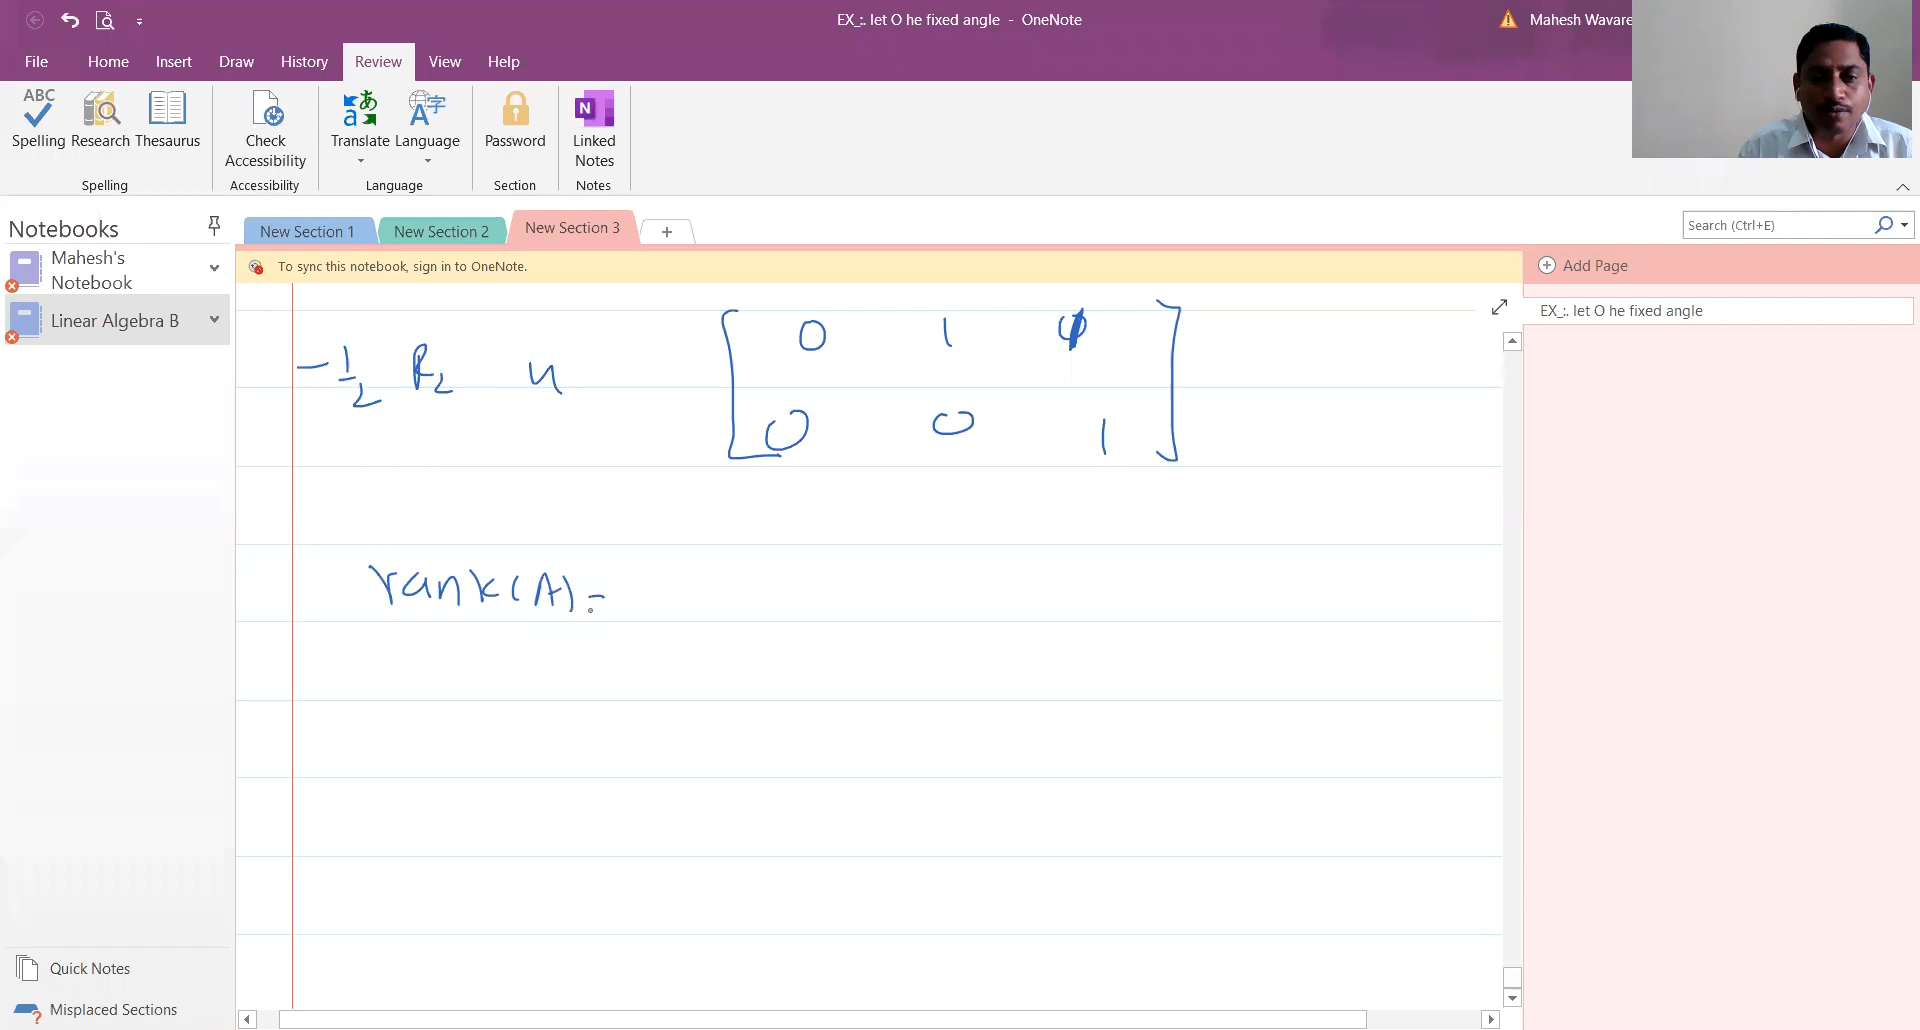 EX_:. let O he fixed angle - OneNote
Mahesh Wavare
File Home Insert Draw History Review View Help
ABC
Spelling Research Thesaurus
Check Accessibility
Translate Language
Password
Linked Notes
Spelling Accessibility Language Section Notes
Notebooks
New Section 1 New Section 2 New Section 3 +
Search (Ctrl+E)
Mahesh's Notebook
To sync this notebook, sign in to OneNote.
Add Page
Linear Algebra B
EX_:. let O he fixed angle
0 1
-1/2 R2
0 0 1
rank(A) =
Quick Notes
Misplaced Sections